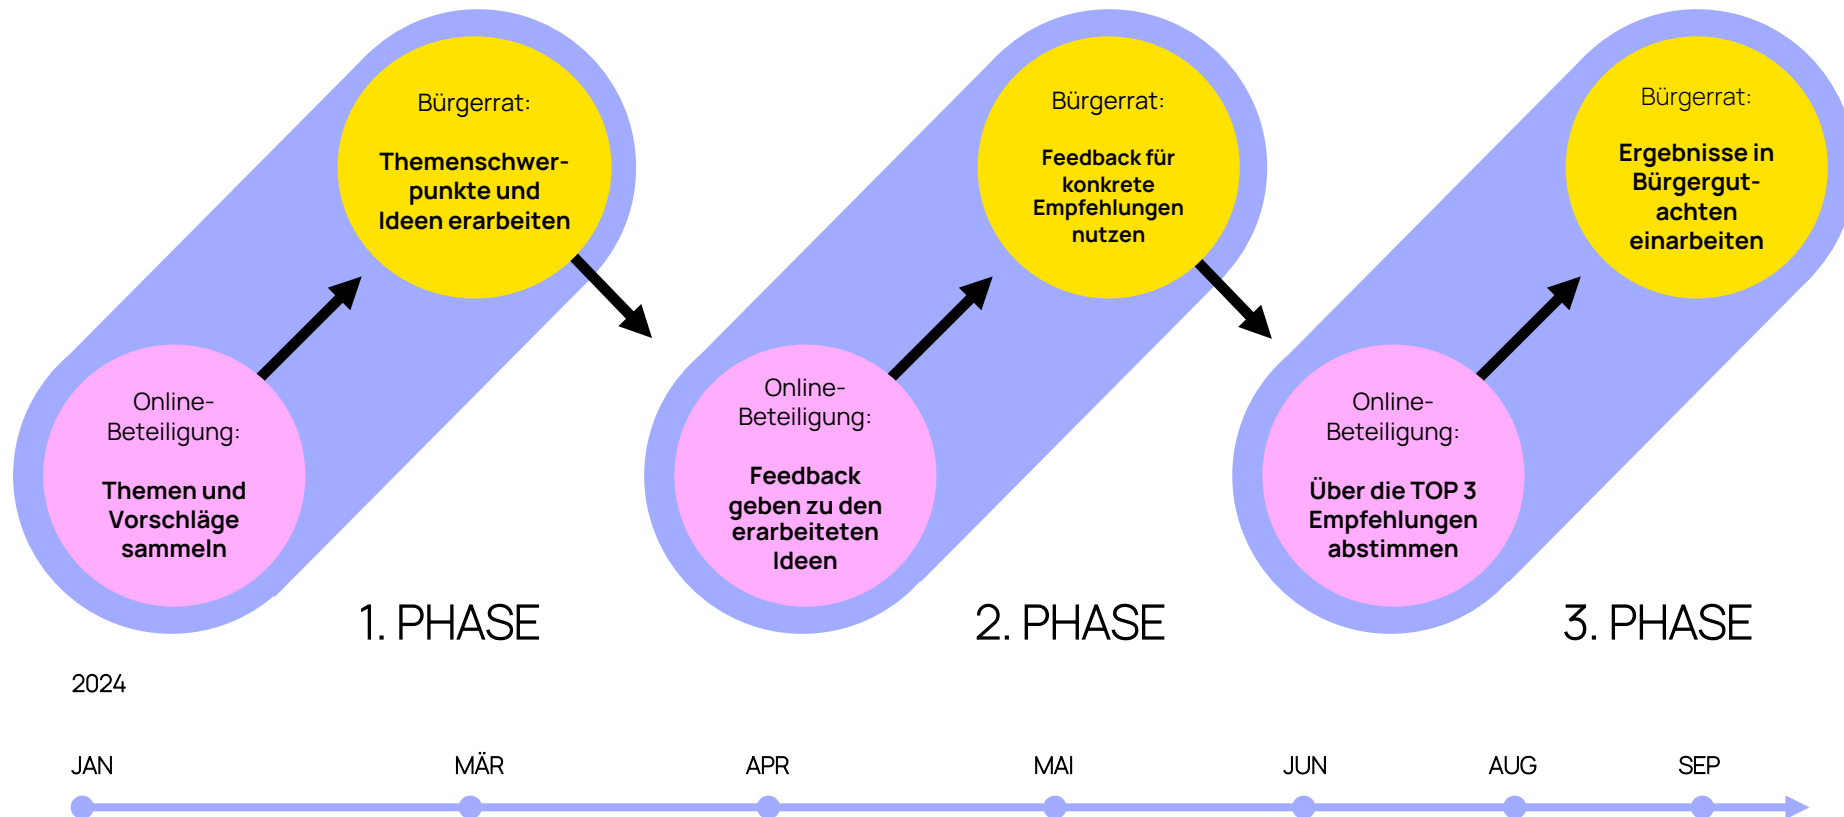 Bürgerrat:
Themenschwer-
punkte und
Ideen erarbeiten
Online-
Beteiligung:
Themen und
Vorschläge
sammeln
1. PHASE
Bürgerrat:
Feedback für
konkrete
Empfehlungen
nutzen
Online-
Beteiligung:
Feedback
geben zu den
erarbeiteten
Ideen
2. PHASE
Bürgerrat:
Ergebnisse in
Bürgergut-
achten
einarbeiten
Online-
Beteiligung:
Über die TOP 3
Empfehlungen
abstimmen
3. PHASE
2024
JAN MÄR APR MAI JUN AUG SEP